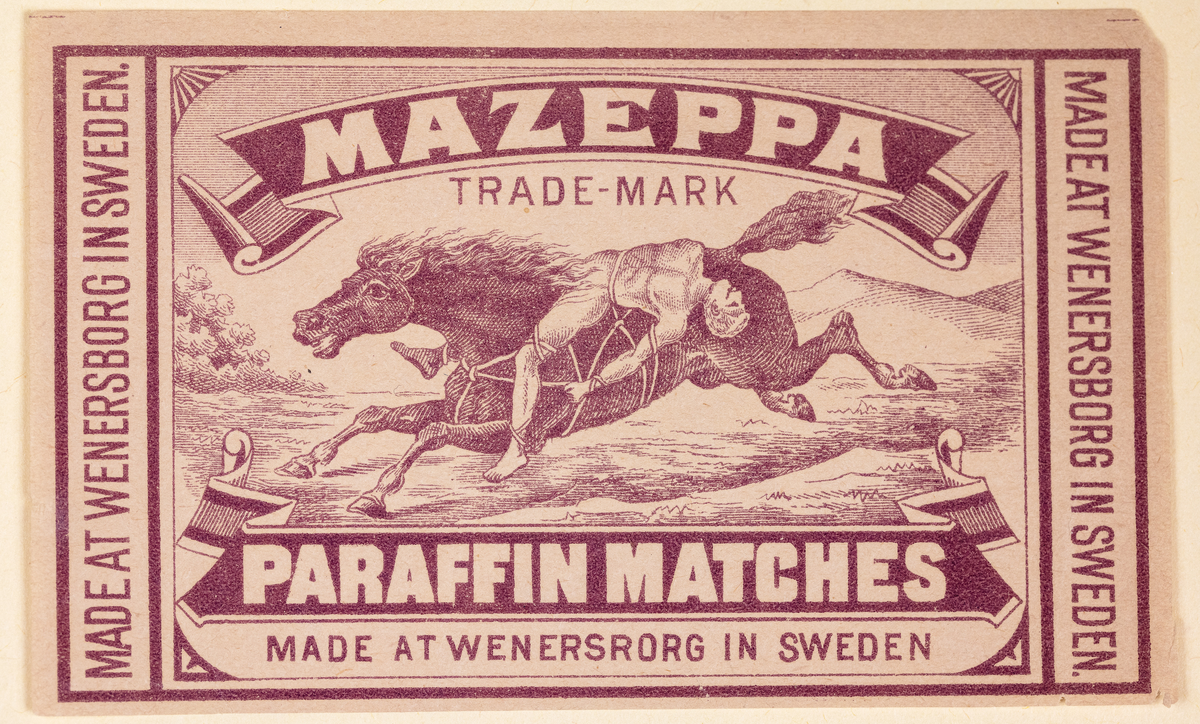 MADE AT WENERSBORG IN SWEDEN.
MAZEPPA
TRADE-MARK
PARAFFIN MATCHES
MADE AT WENERSRORG IN SWEDEN
MADE AT WENERSBORG IN SWEDEN.